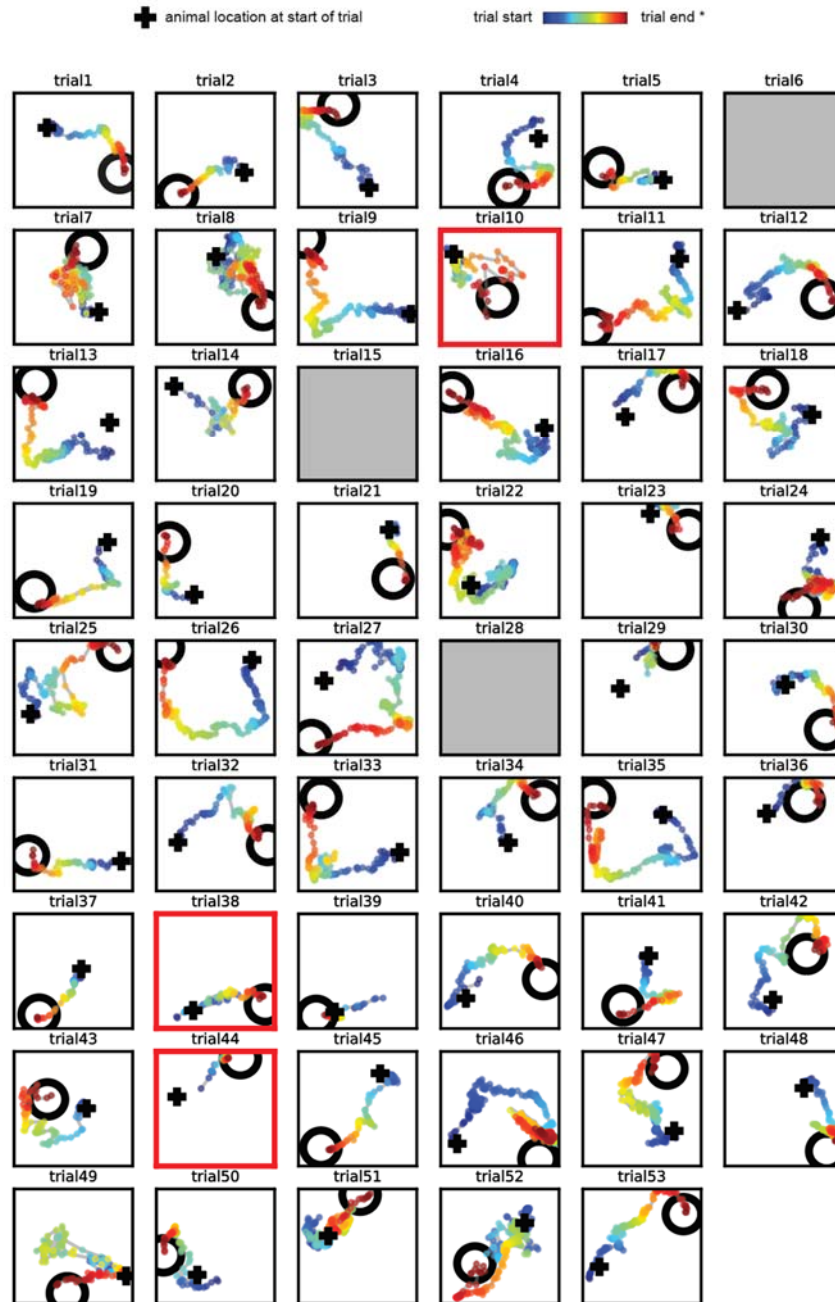 animal location at start of trial trial start trial end *
trial1 trial2 trial3 trial4 trial5 trial6
trial7 trial8 trial9 trial10 trial11 trial12
trial13 trial14 trial15 trial16 trial17 trial18
trial19 trial20 trial21 trial22 trial23 trial24
trial25 trial26 trial27 trial28 trial29 trial30
trial31 trial32 trial33 trial34 trial35 trial36
trial37 trial38 trial39 trial40 trial41 trial42
trial43 trial44 trial45 trial46 trial47 trial48
trial49 trial50 trial51 trial52 trial53